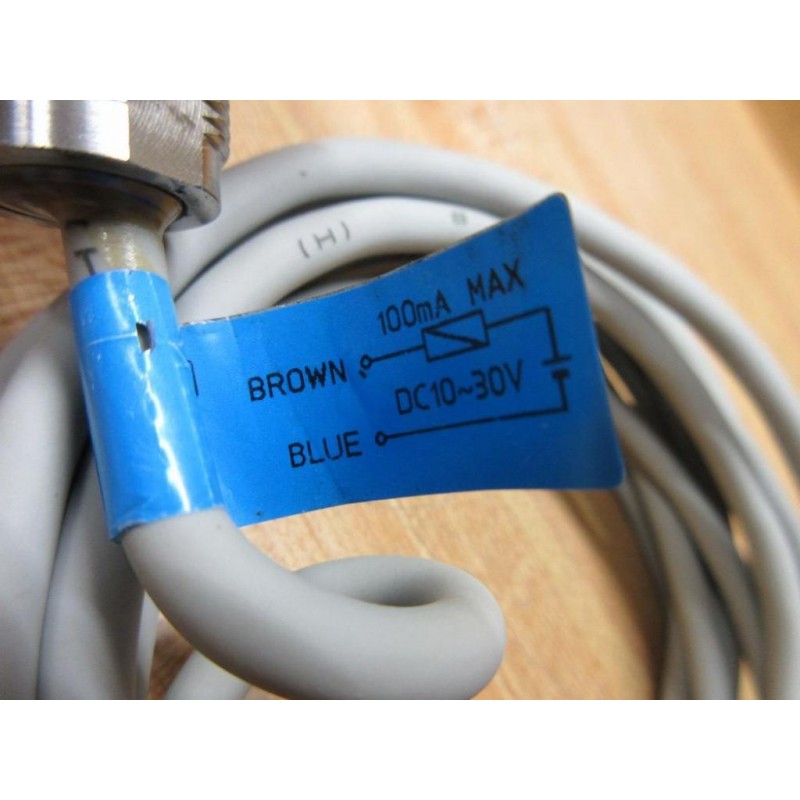 (H)
T
100mA MAX
BROWN
DC10~30V
BLUE